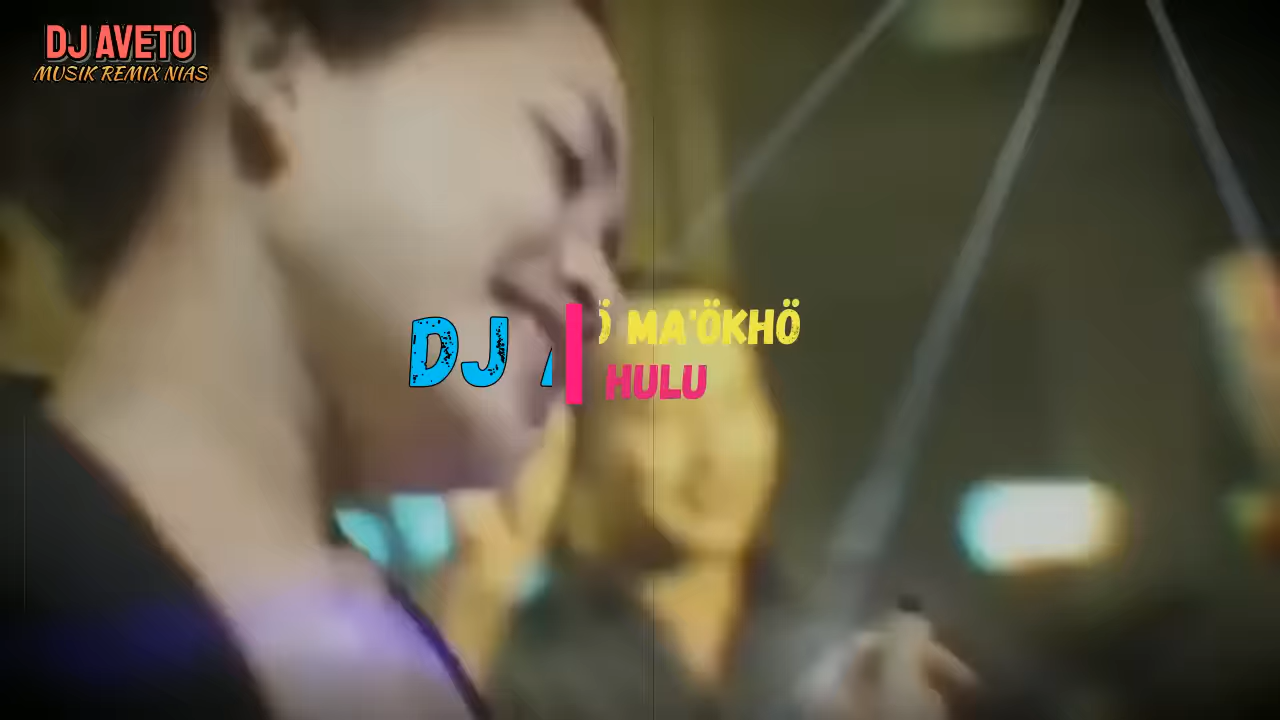 DJ AVETO
MUSIK REMIX NIAS
DJ
MA'ÖKHÖ
HULU